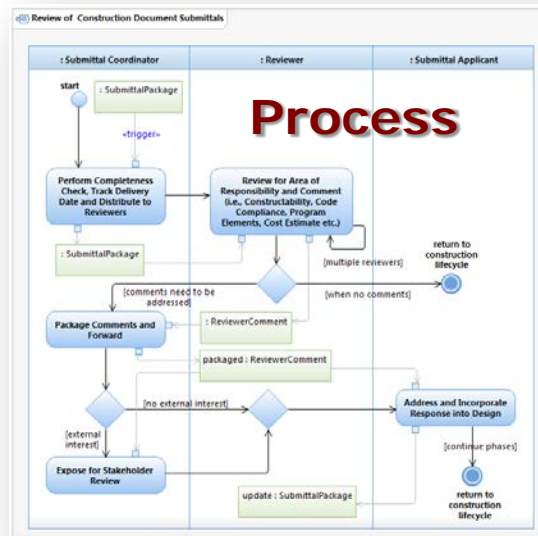 Review of Construction Document Submittals
: Submittal Coordinator
: Reviewer
: Submittal Applicant
start
: SubmittalPackage
Process
«trigger»
Perform Completeness
Check, Track Delivery
Date and Distribute to
Reviewers
Review for Area of
Responsibility and Comment
(i.e., Constructability, Code
Compliance, Program
Elements, Cost Estimate etc.)
: SubmittalPackage
[multiple reviewers]
return to
construction
lifecycle
[comments need to be
addressed]
[when no comments]
Package Comments and
Forward
: ReviewerComment
packaged : ReviewerComment
[no external interest]
Address and Incorporate
Response into Design
[external
interest]
[continue phases]
Expose for Stakeholder
Review
update : SubmittalPackage
return to
construction
lifecycle